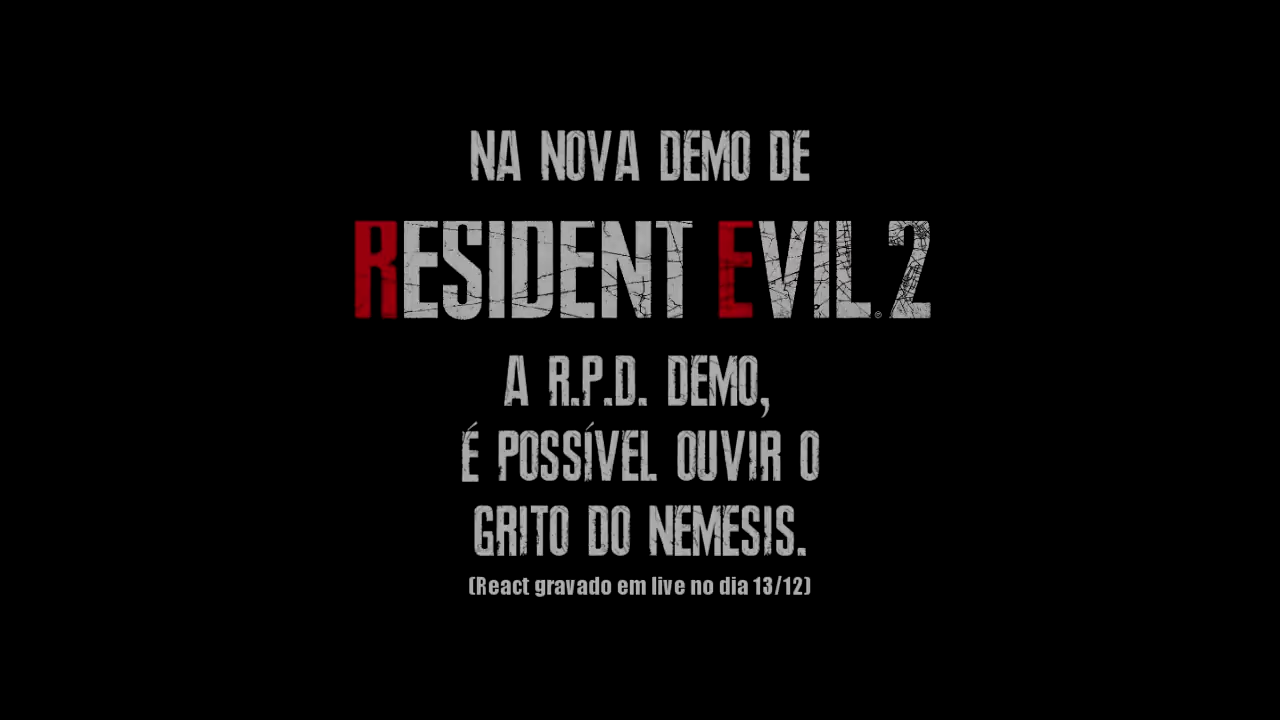 NA NOVA DEMO DE
RESIDENT EVIL 2
A R.P.D. DEMO,
É POSSÍVEL OUVIR O
GRITO DO NEMESIS.
(React gravado em live no dia 13/12)